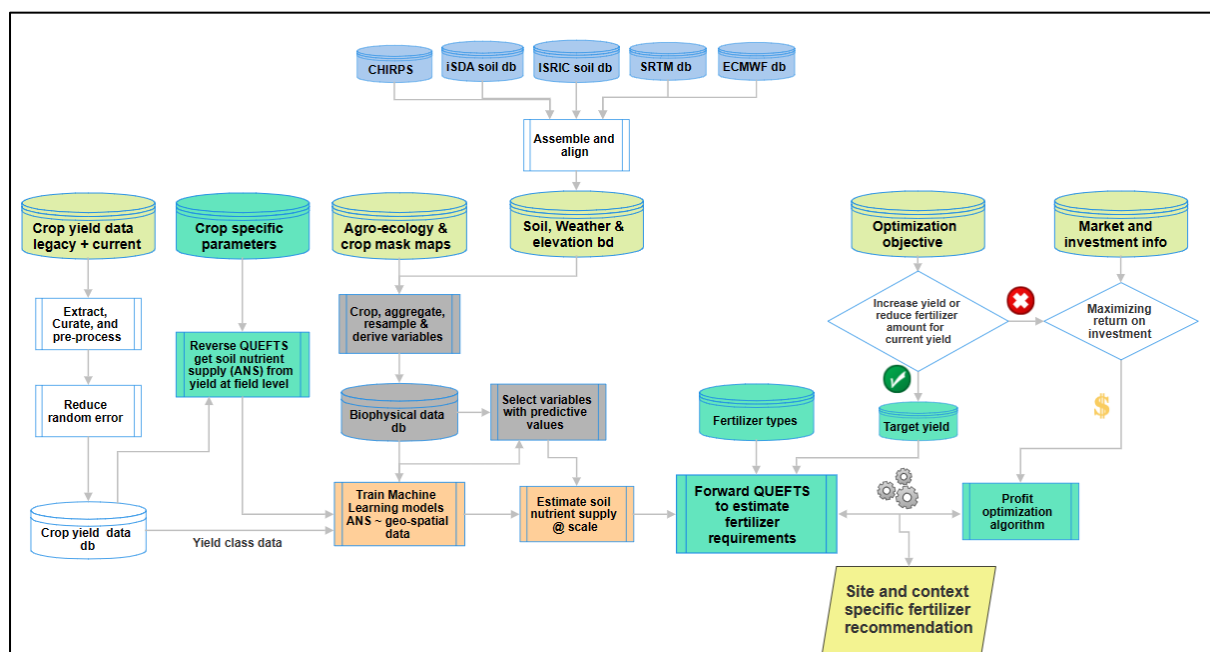 CHIRPS
iSDA soil db
ISRIC soil db
SRTM db
ECMWF db
Assemble and
align
Crop yield data
legacy + current
Crop specific
parameters
Agro-ecology &
crop mask maps
Soil, Weather &
elevation bd
Optimization
objective
Market and
investment info
Extract,
Curate, and
pre-process
Reverse QUEFTS
get soil nutrient
supply (ANS) from
yield at field level
Crop, aggregate,
resample &
derive variables
Increase yield or
reduce fertilizer
amount for
current yield
Maximizing
return on
investment
Reduce
random error
Biophysical data
db
Select variables
with predictive
values
Fertilizer types
Target yield
$
Crop yield data
db
Yield class data
Train Machine
Learning models
ANS ~ geo-spatial
data
Estimate soil
nutrient supply
@ scale
Forward QUEFTS
to estimate
fertilizer
requirements
Profit
optimization
algorithm
Site and context
specific fertilizer
recommendation